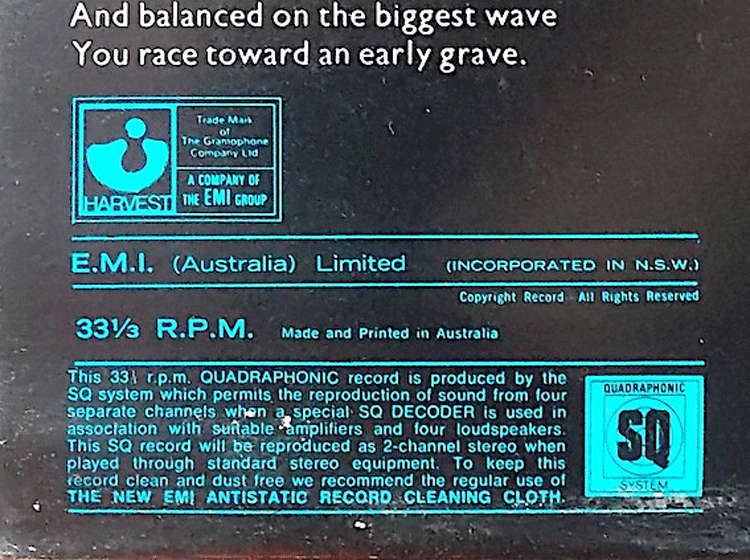 And balanced on the biggest wave
You race toward an early grave.
HARVEST
Trade Mark
of
The Gramophone
Company Ltd
A COMPANY OF
THE EMI GROUP
E.M.I. (Australia) Limited (INCORPORATED IN N.S.W.)
Copyright Record All Rights Reserved
33⅓ R.P.M. Made and Printed in Australia
This 33⅓ r.p.m. QUADRAPHONIC record is produced by the
SQ system which permits the reproduction of sound from four
separate channels when a special SQ DECODER is used in
association with suitable amplifiers and four loudspeakers.
This SQ record will be reproduced as 2-channel stereo when
played through standard stereo equipment. To keep this
record clean and dust free we recommend the regular use of
THE NEW EMI ANTISTATIC RECORD CLEANING CLOTH.
QUADRAPHONIC
SQ
SYSTEM